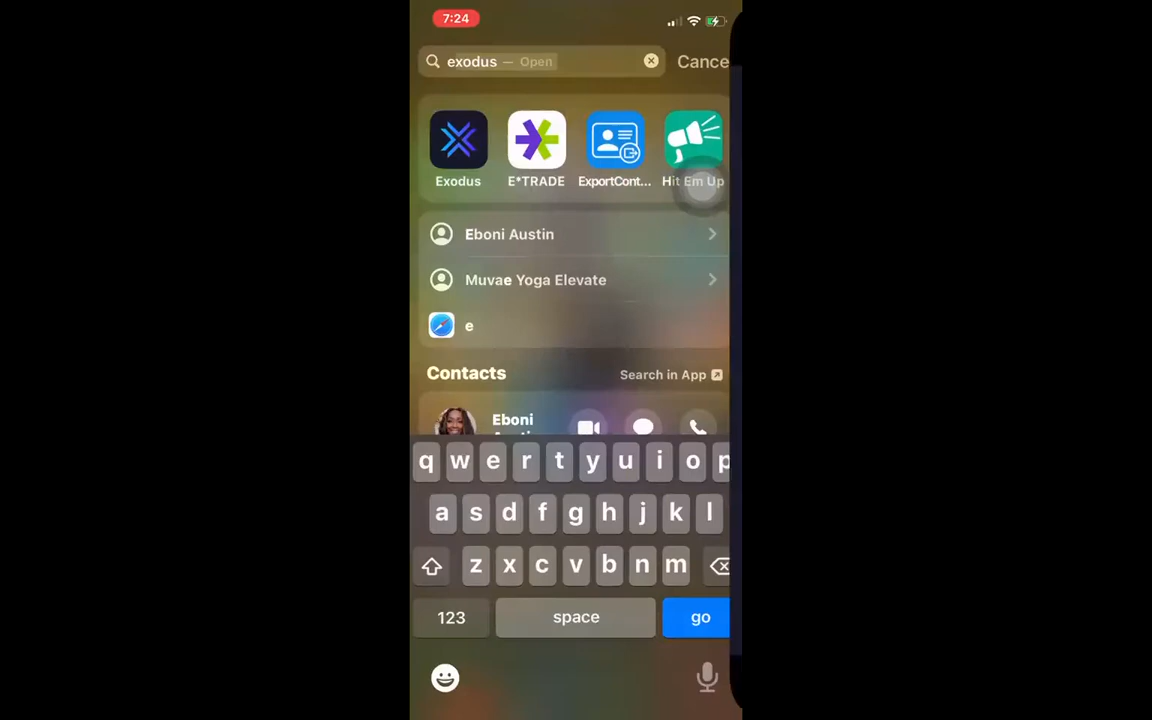 7:24
exodus — Open
Cance
Exodus E*TRADE ExportCont... Hit Em Up
Eboni Austin
Muvae Yoga Elevate
e
Contacts Search in App
Eboni
q w e r t y u i o p
a s d f g h j k l
z x c v b n m
123 space go